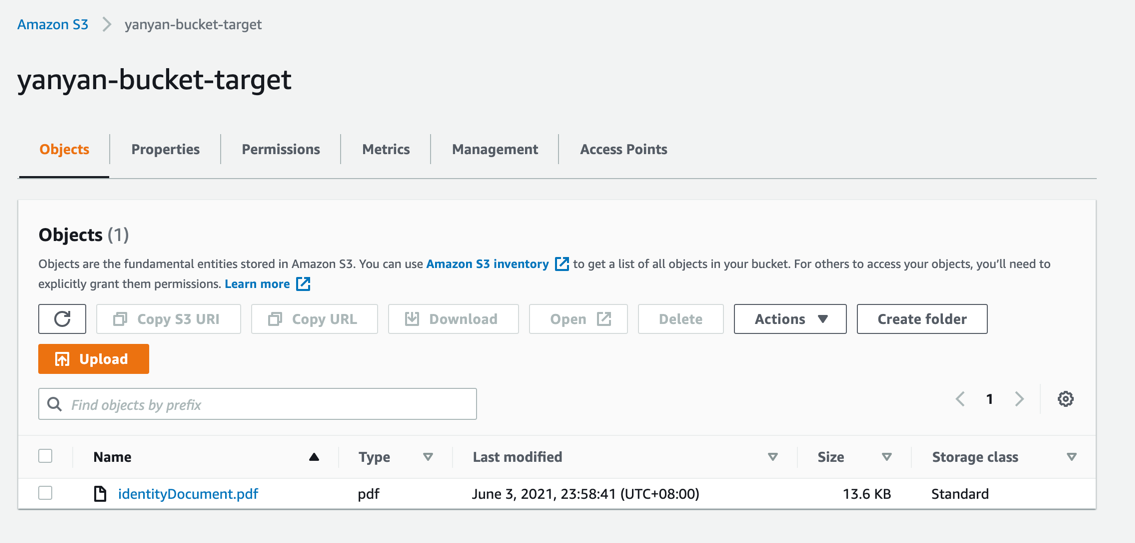 Amazon S3 > yanyan-bucket-target
yanyan-bucket-target
Objects Properties Permissions Metrics Management Access Points
Objects (1)
Objects are the fundamental entities stored in Amazon S3. You can use Amazon S3 inventory to get a list of all objects in your bucket. For others to access your objects, you'll need to
explicitly grant them permissions. Learn more
Copy S3 URI Copy URL Download Open Delete Actions Create folder
Upload
Find objects by prefix 1
Name Type Last modified Size Storage class
identityDocument.pdf pdf June 3, 2021, 23:58:41 (UTC+08:00) 13.6 KB Standard